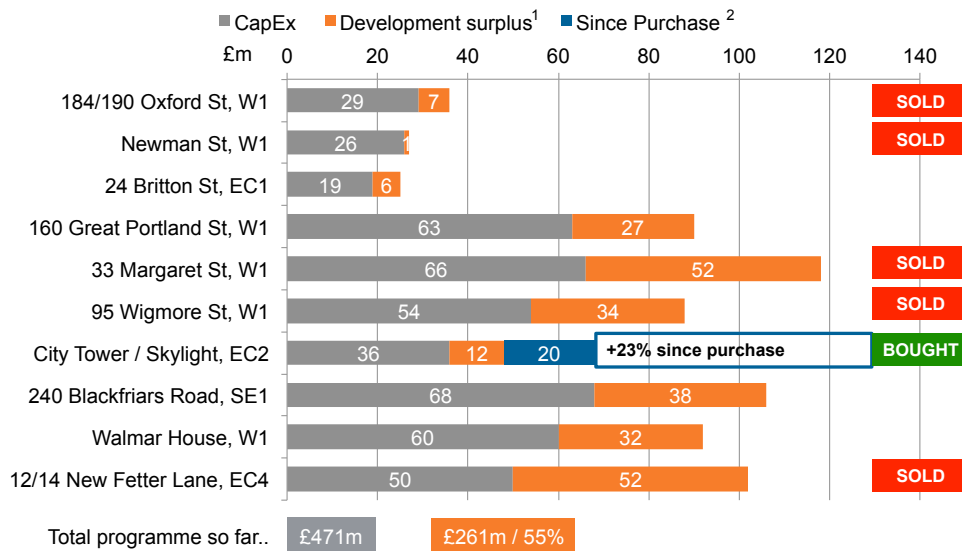 CapEx Development surplus1 Since Purchase 2
£m 0 20 40 60 80 100 120 140
184/190 Oxford St, W1 29 7 SOLD
Newman St, W1 26 1 SOLD
24 Britton St, EC1 19 6
160 Great Portland St, W1 63 27
33 Margaret St, W1 66 52 SOLD
95 Wigmore St, W1 54 34 SOLD
City Tower / Skylight, EC2 36 12 20 +23% since purchase BOUGHT
240 Blackfriars Road, SE1 68 38
Walmar House, W1 60 32
12/14 New Fetter Lane, EC4 50 52 SOLD
Total programme so far.. £471m £261m / 55%